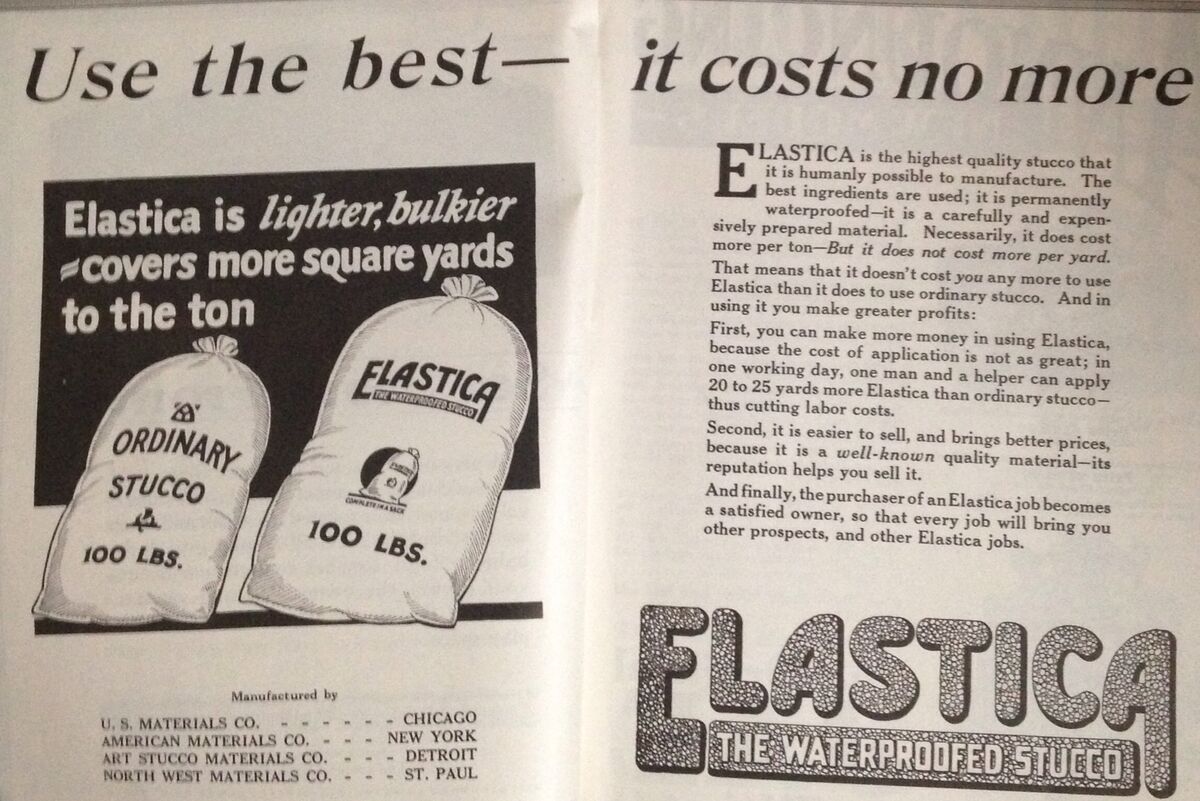 Use the best— it costs no more
Elastica is lighter, bulkier
—covers more square yards
to the ton
ORDINARY
STUCCO
100 LBS.
ELASTICA
THE WATERPROOFED STUCCO
COMPLETE IN A SACK
100 LBS.
Manufactured by
U. S. MATERIALS CO. - - - - - - CHICAGO
AMERICAN MATERIALS CO. - - - NEW YORK
ART STUCCO MATERIALS CO. - - - DETROIT
NORTH WEST MATERIALS CO. - - - ST. PAUL
ELASTICA is the highest quality stucco that
it is humanly possible to manufacture. The
best ingredients are used; it is permanently
waterproofed—it is a carefully and expen-
sively prepared material. Necessarily, it does cost
more per ton—But it does not cost more per yard.
That means that it doesn't cost you any more to use
Elastica than it does to use ordinary stucco. And in
using it you make greater profits:
First, you can make more money in using Elastica,
because the cost of application is not as great; in
one working day, one man and a helper can apply
20 to 25 yards more Elastica than ordinary stucco—
thus cutting labor costs.
Second, it is easier to sell, and brings better prices,
because it is a well-known quality material—its
reputation helps you sell it.
And finally, the purchaser of an Elastica job becomes
a satisfied owner, so that every job will bring you
other prospects, and other Elastica jobs.
ELASTICA
THE WATERPROOFED STUCCO